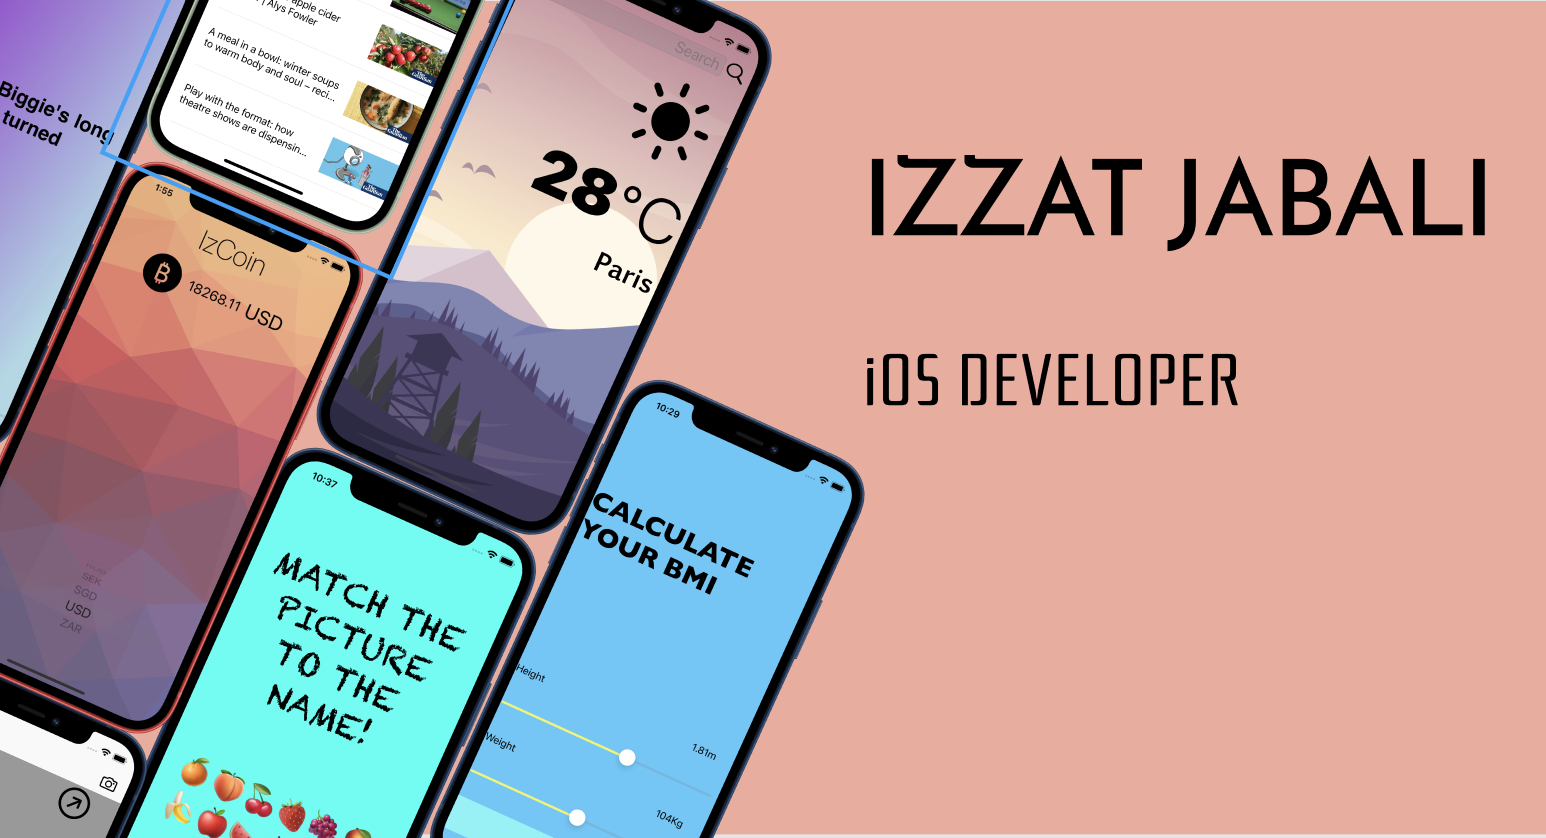 IZZAT JABALI
iOS DEVELOPER
Biggie's long
turned
apple cider
| Alys Fowler
A meal in a bowl: winter soups
to warm body and soul – reci...
Play with the format: how
theatre shows are dispensin...
Search
28°C
Paris
1:55
IzCoin
18268.11 USD
SEK
SGD
USD
ZAR
10:37
MATCH THE
PICTURE
TO THE
NAME!
10:29
CALCULATE
YOUR BMI
Height
1.81m
Weight
104Kg